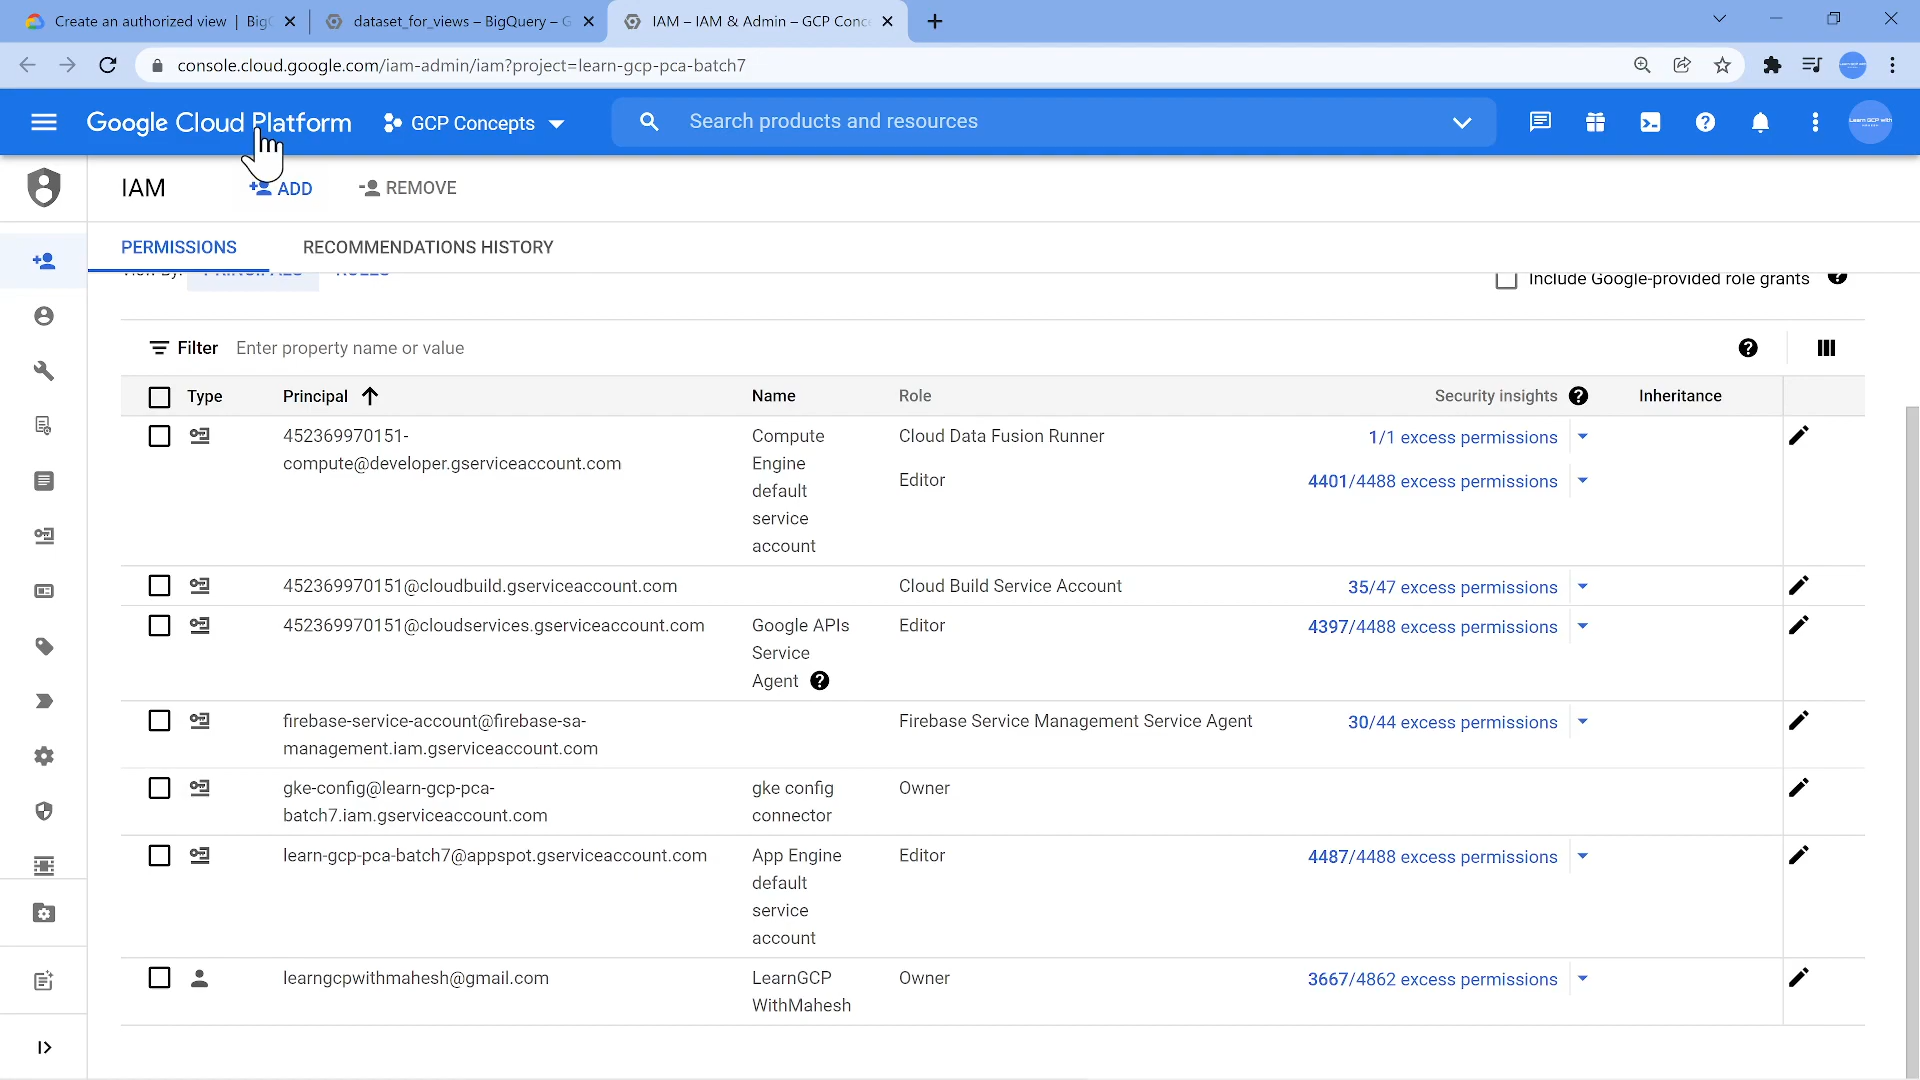 Create an authorized view | Big
dataset_for_views – BigQuery – G
IAM – IAM & Admin – GCP Conc
console.cloud.google.com/iam-admin/iam?project=learn-gcp-pca-batch7
Google Cloud Platform
GCP Concepts
Search products and resources
Learn GCP with
IAM
ADD
REMOVE
PERMISSIONS
RECOMMENDATIONS HISTORY
View By:
PRINCIPALS
ROLES
Include Google-provided role grants
Filter Enter property name or value
Type Principal Name Role Security insights Inheritance
452369970151-
compute@developer.gserviceaccount.com
Compute
Engine
default
service
account
Cloud Data Fusion Runner
1/1 excess permissions
Editor
4401/4488 excess permissions
452369970151@cloudbuild.gserviceaccount.com
Cloud Build Service Account
35/47 excess permissions
452369970151@cloudservices.gserviceaccount.com
Google APIs
Service
Agent
Editor
4397/4488 excess permissions
firebase-service-account@firebase-sa-
management.iam.gserviceaccount.com
Firebase Service Management Service Agent
30/44 excess permissions
gke-config@learn-gcp-pca-
batch7.iam.gserviceaccount.com
gke config
connector
Owner
learn-gcp-pca-batch7@appspot.gserviceaccount.com
App Engine
default
service
account
Editor
4487/4488 excess permissions
learngcpwithmahesh@gmail.com
LearnGCP
WithMahesh
Owner
3667/4862 excess permissions